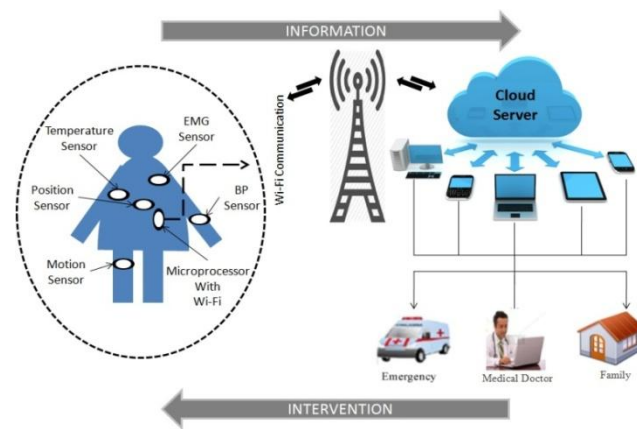 INFORMATION
Temperature
Sensor
EMG
Sensor
Position
Sensor
BP
Sensor
Motion
Sensor
Microprocessor
With
Wi-Fi
Wi-Fi Communication
Cloud
Server
Emergency
Medical Doctor
Family
INTERVENTION